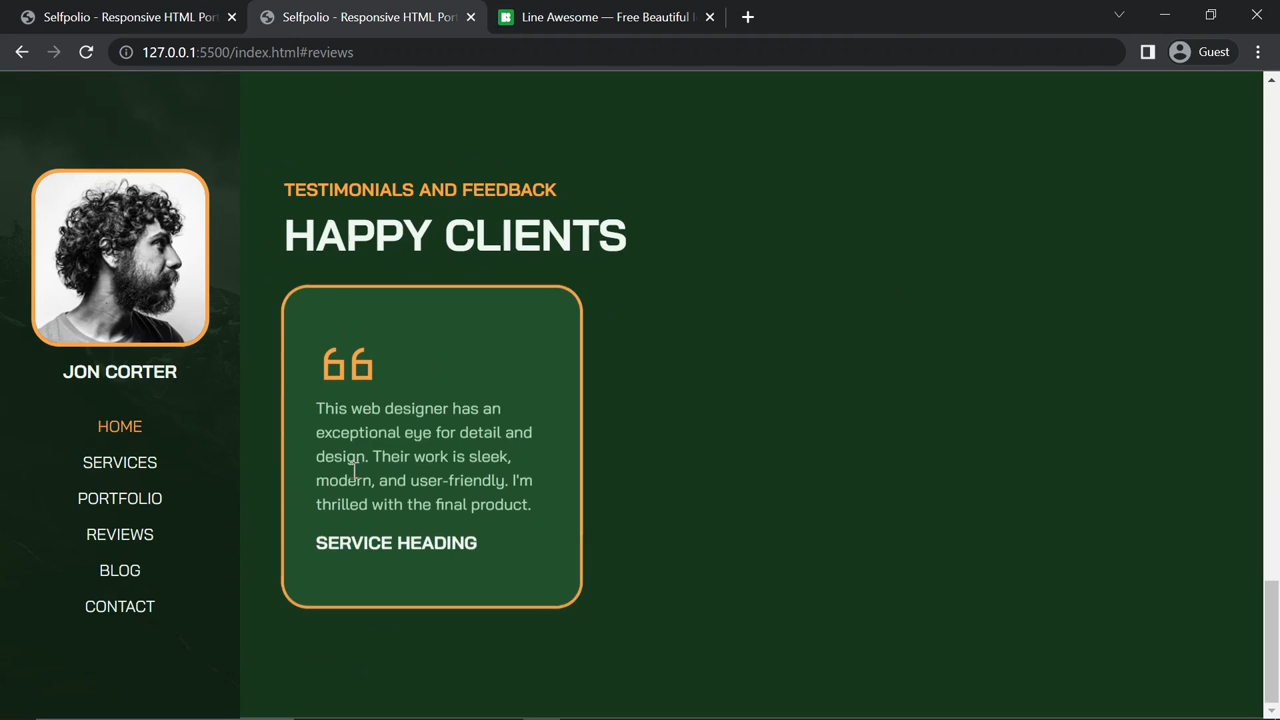 Selfpolio - Responsive HTML Por
Selfpolio - Responsive HTML Por
Line Awesome — Free Beautiful
127.0.0.1:5500/index.html#reviews
Guest
JON CORTER
HOME
SERVICES
PORTFOLIO
REVIEWS
BLOG
CONTACT
TESTIMONIALS AND FEEDBACK
HAPPY CLIENTS
This web designer has an
exceptional eye for detail and
design. Their work is sleek,
modern, and user-friendly. I'm
thrilled with the final product.
SERVICE HEADING